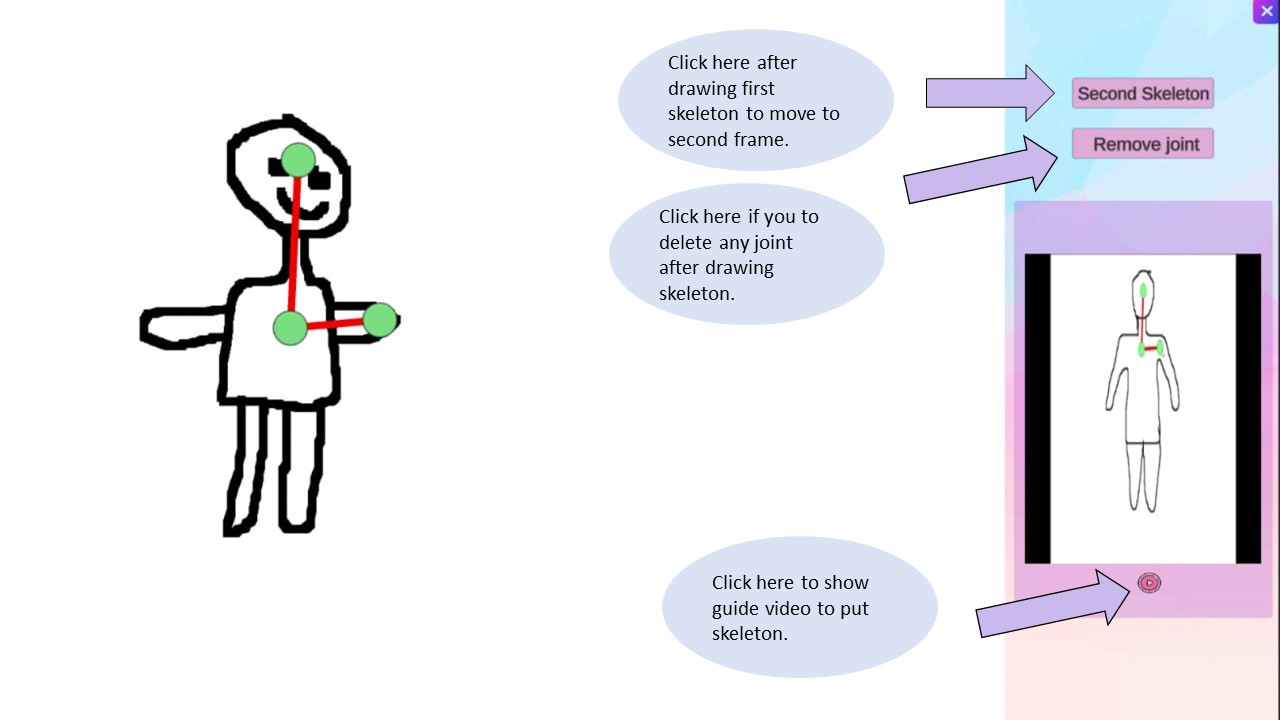 Click here after
drawing first
skeleton to move to
second frame.
Second Skeleton
Remove joint
Click here if you to
delete any joint
after drawing
skeleton.
Click here to show
guide video to put
skeleton.